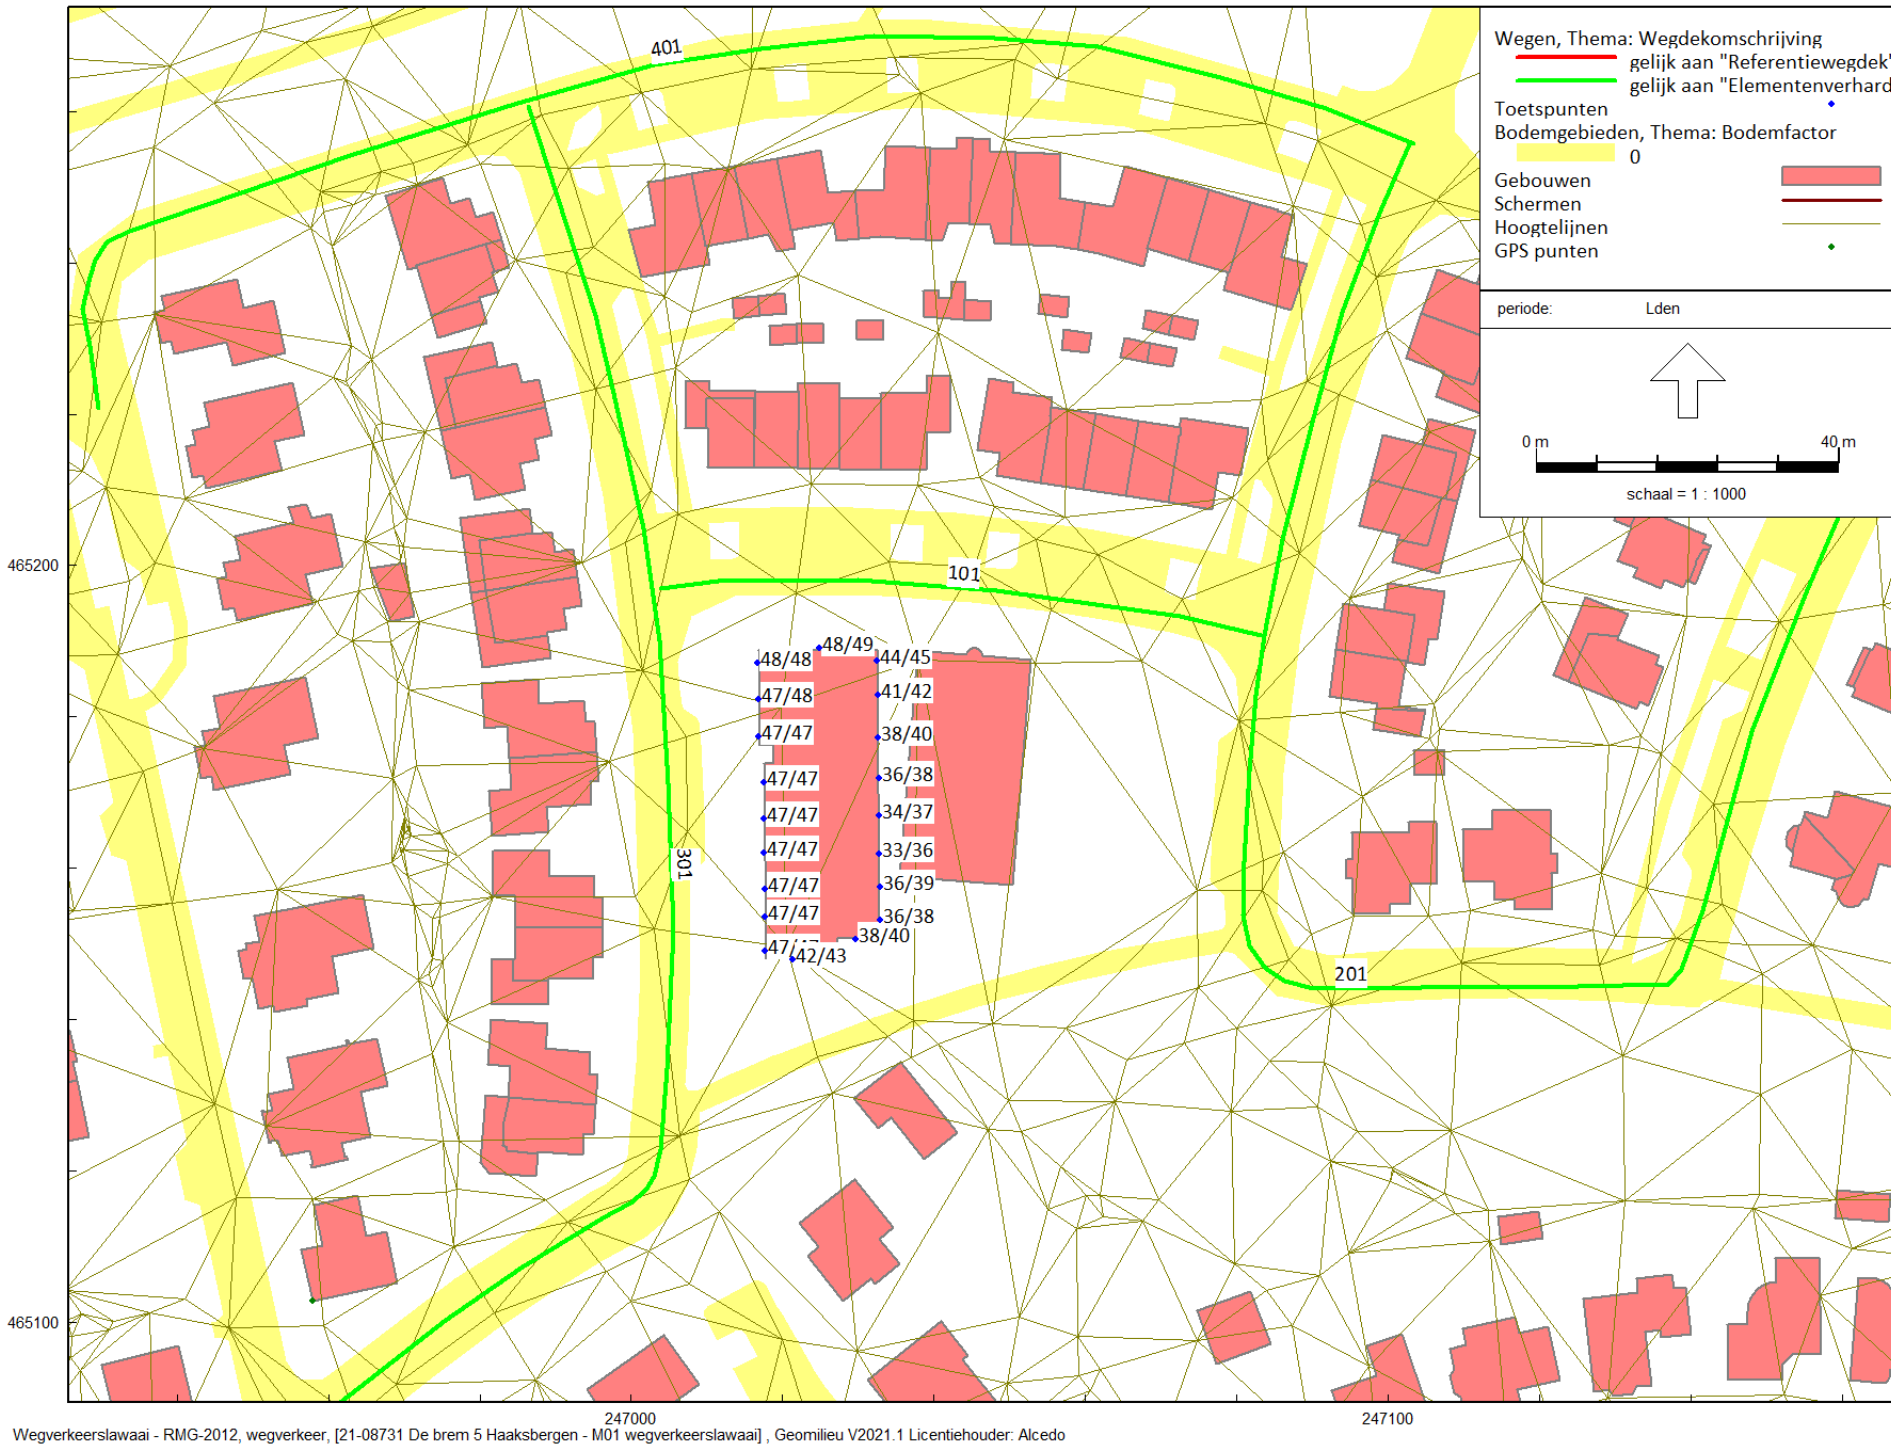 401
Wegen, Thema: Wegdekomschrijving
gelijk aan "Referentiewegdek"
gelijk aan "Elementenverhard
Toetspunten
Bodemgebieden, Thema: Bodemfactor
0
Gebouwen
Schermen
Hoogtelijnen
GPS punten
periode: Lden
0 m 40 m
schaal = 1 : 1000
465200
101
48/49
48/48
44/45
47/48
41/42
47/47
38/40
47/47
36/38
47/47
34/37
47/47
33/36
301
47/47
36/39
47/47
36/38
38/40
47/47
42/43
201
465100
247000
247100
Wegverkeerslawaai - RMG-2012, wegverkeer, [21-08731 De brem 5 Haaksbergen - M01 wegverkeerslawaai] , Geomilieu V2021.1 Licentiehouder: Alcedo